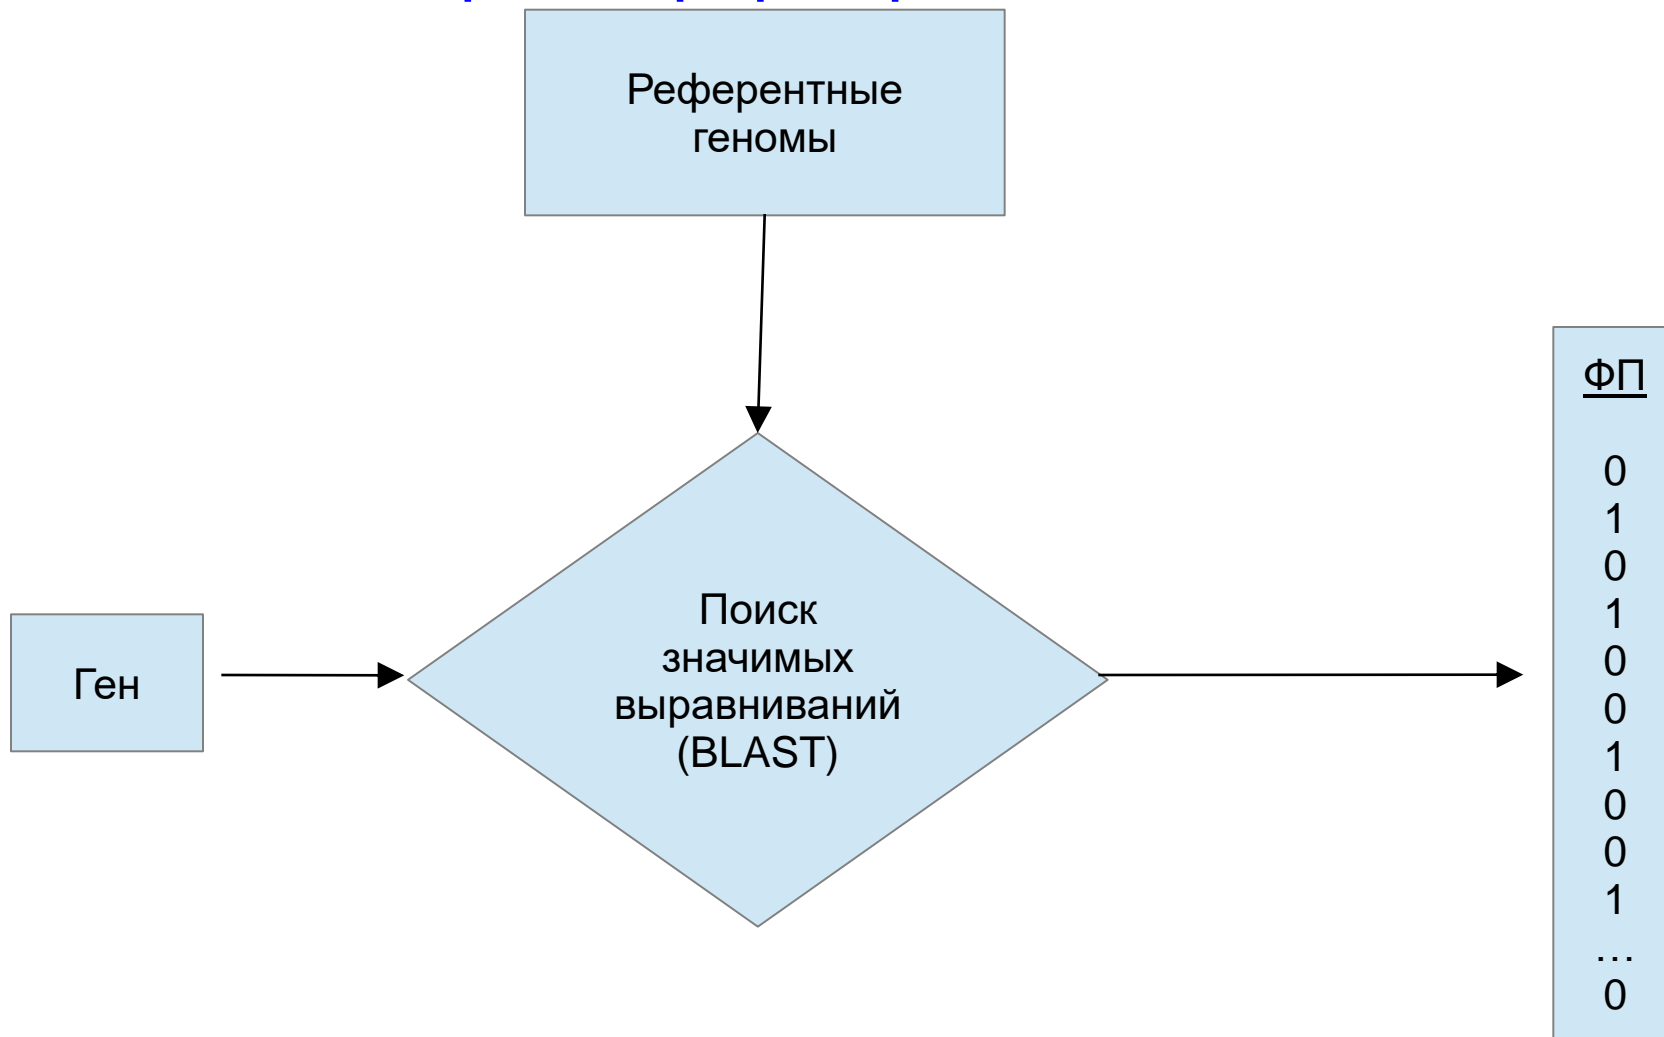 Референтные
геномы
Ген
Поиск
значимых
выравниваний
(BLAST)
ФП
0
1
0
1
0
0
1
0
0
1
…
0